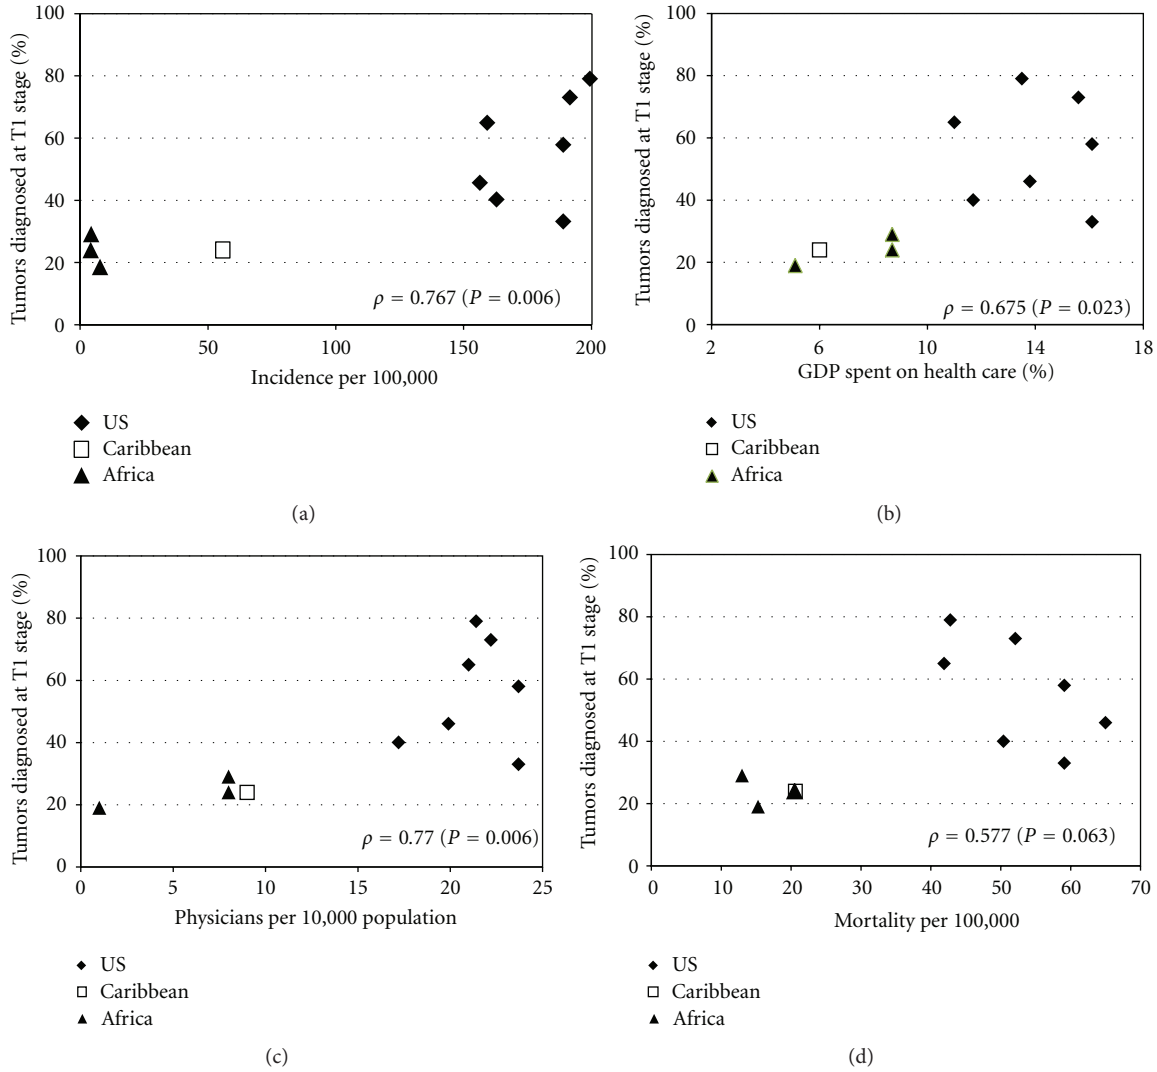 Tumors diagnosed at T1 stage (%)
100
80
60
40
20
0
ρ = 0.767 (P = 0.006)
0 50 100 150 200
Incidence per 100,000
US
Caribbean
Africa
(a)
Tumors diagnosed at T1 stage (%)
100
80
60
40
20
0
ρ = 0.675 (P = 0.023)
2 6 10 14 18
GDP spent on health care (%)
US
Caribbean
Africa
(b)
Tumors diagnosed at T1 stage (%)
100
80
60
40
20
0
ρ = 0.77 (P = 0.006)
0 5 10 15 20 25
Physicians per 10,000 population
US
Caribbean
Africa
(c)
Tumors diagnosed at T1 stage (%)
100
80
60
40
20
0
ρ = 0.577 (P = 0.063)
0 10 20 30 40 50 60 70
Mortality per 100,000
US
Caribbean
Africa
(d)